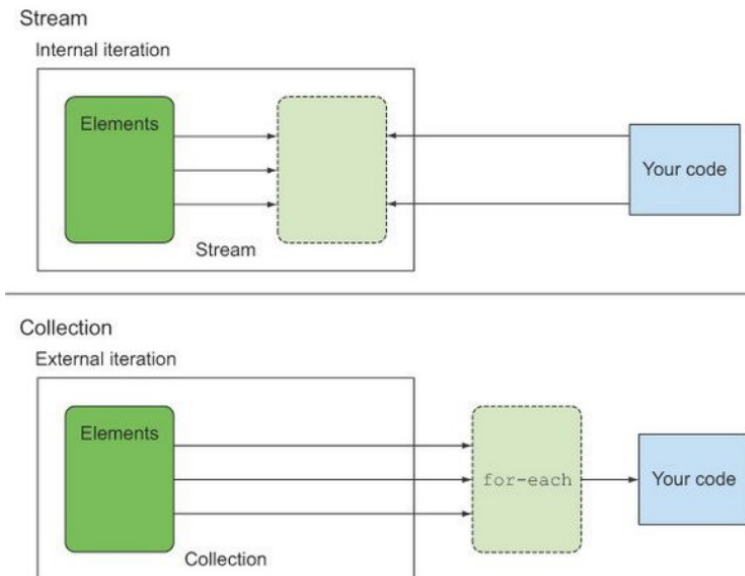 Stream
Internal iteration
Elements
Your code
Stream
Collection
External iteration
Elements
for-each
Your code
Collection